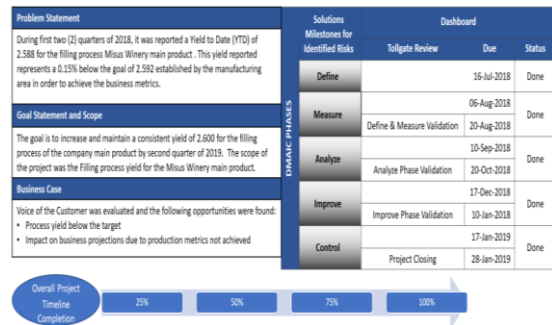 Problem Statement
During first two (2) quarters of 2018, it was reported a Yield to Date (YTD) of
2.588 for the filling process Misus Winery main product . This yield reported
represents a 0.15% below the goal of 2.592 established by the manufacturing
area in order to achieve the business metrics.
Goal Statement and Scope
The goal is to increase and maintain a consistent yield of 2.600 for the filling
process of the company main product by second quarter of 2019. The scope of
the project was the Filling process yield for the Misus Winery main product.
Business Case
Voice of the Customer was evaluated and the following opportunities were found:
• Process yield below the target
• Impact on business projections due to production metrics not achieved
DMAIC PHASES
Solutions
Milestones for
Identified Risks
Dashboard
Tollgate Review Due Status
Define 16-Jul-2018 Done
Measure 06-Aug-2018 Done
Define & Measure Validation 20-Aug-2018
Analyze 10-Sep-2018 Done
Analyze Phase Validation 20-Oct-2018
Improve 17-Dec-2018 Done
Improve Phase Validation 10-Jan-2018
Control 17-Jan-2019 Done
Project Closing 28-Jan-2019
Overall Project
Timeline
Completion
25% 50% 75% 100%